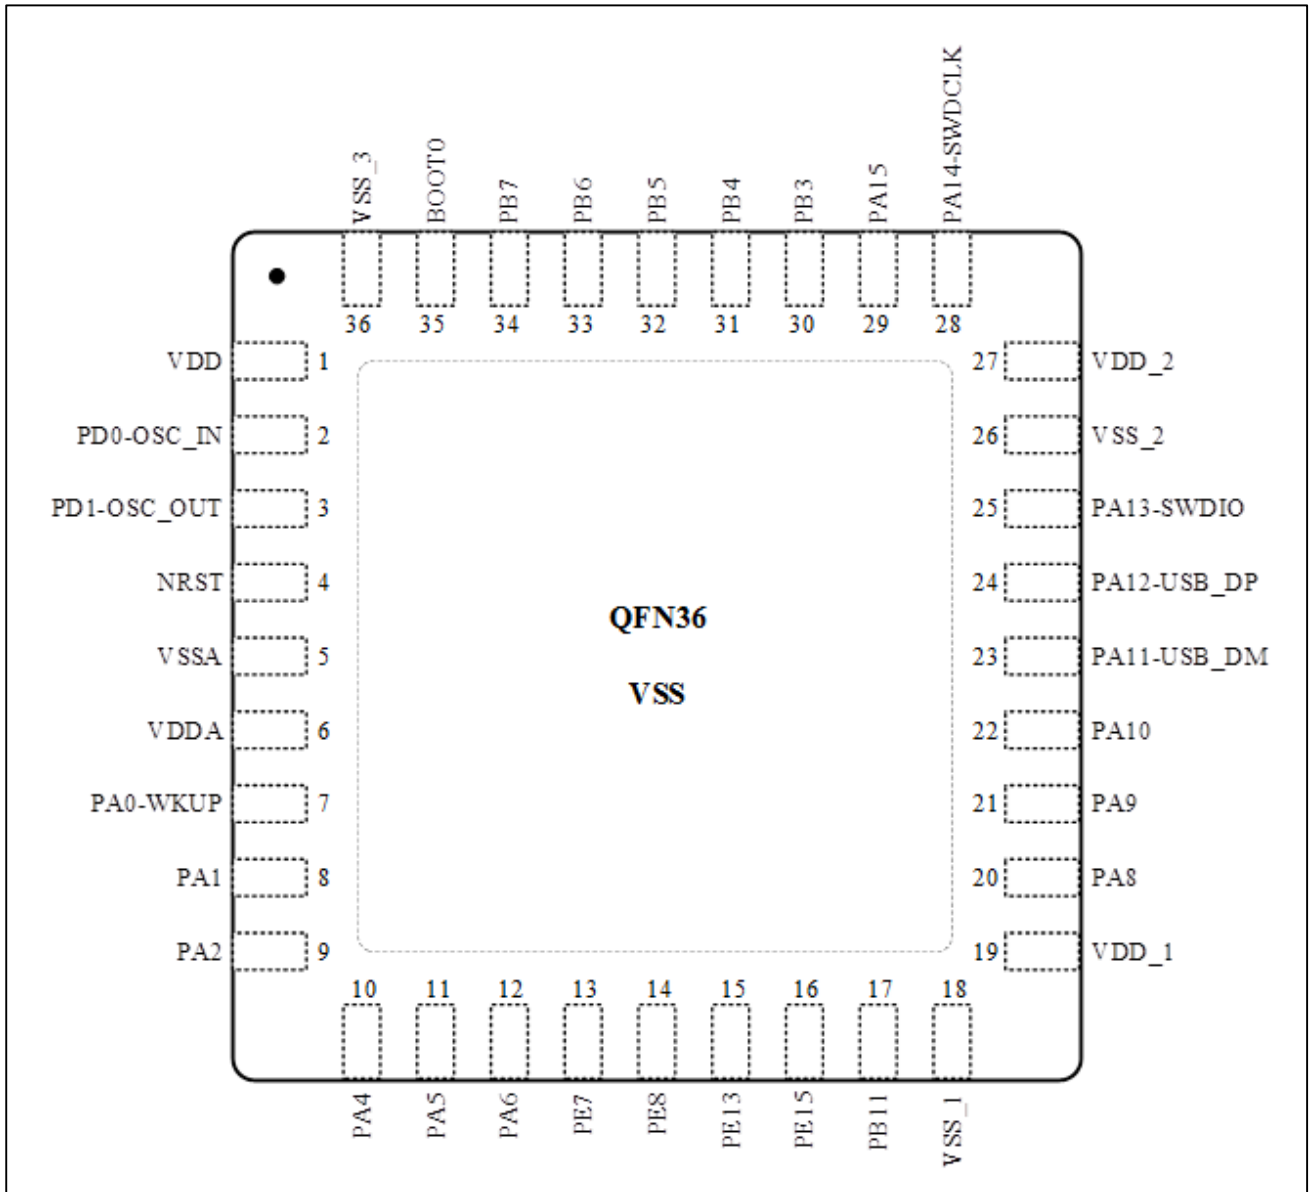 VSS_3
BOOT0
PB7
PB6
PB5
PB4
PB3
PA15
PA14-SWDCLK
36 35 34 33 32 31 30 29 28
VDD 1
PD0-OSC_IN 2
PD1-OSC_OUT 3
NRST 4
VSSA 5
VDDA 6
PA0-WKUP 7
PA1 8
PA2 9
QFN36
VSS
27 VDD_2
26 VSS_2
25 PA13-SWDIO
24 PA12-USB_DP
23 PA11-USB_DM
22 PA10
21 PA9
20 PA8
19 VDD_1
10 11 12 13 14 15 16 17 18
PA4
PA5
PA6
PE7
PE8
PE13
PE15
PB11
VSS_1